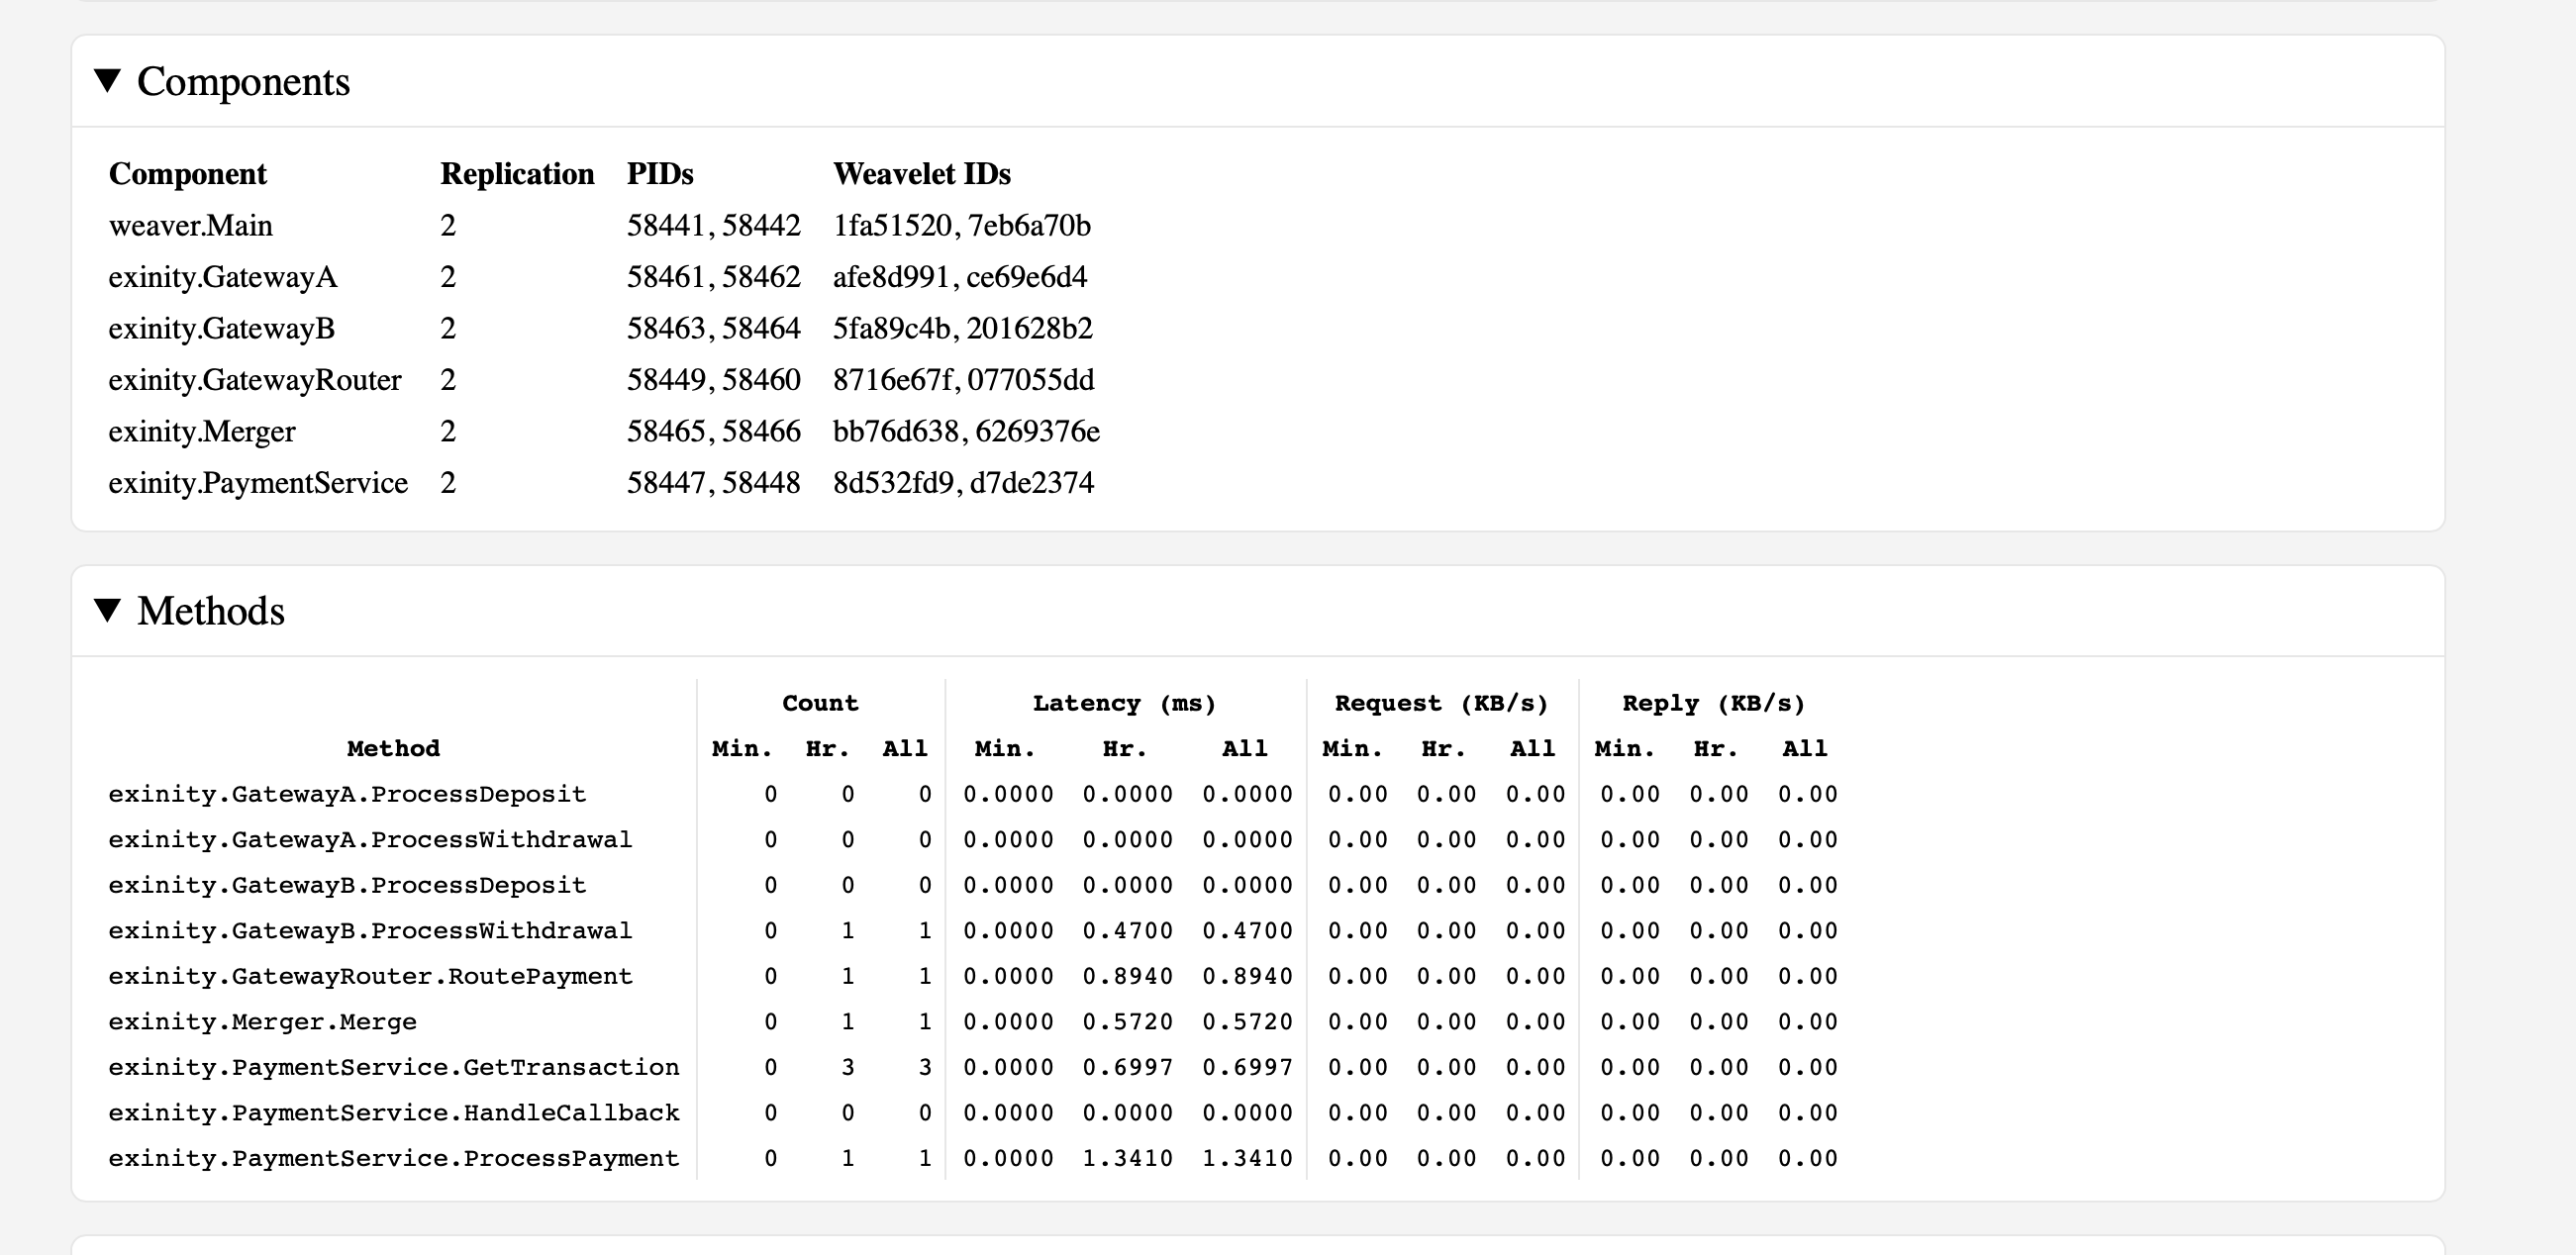 ▼ Components
Component Replication PIDs Weavelet IDs
weaver.Main 2 58441, 58442 1fa51520, 7eb6a70b
exinity.GatewayA 2 58461, 58462 afe8d991, ce69e6d4
exinity.GatewayB 2 58463, 58464 5fa89c4b, 201628b2
exinity.GatewayRouter 2 58449, 58460 8716e67f, 077055dd
exinity.Merger 2 58465, 58466 bb76d638, 6269376e
exinity.PaymentService 2 58447, 58448 8d532fd9, d7de2374
▼ Methods
Count Latency (ms) Request (KB/s) Reply (KB/s)
Method Min. Hr. All Min. Hr. All Min. Hr. All Min. Hr. All
exinity.GatewayA.ProcessDeposit 0 0 0 0.0000 0.0000 0.0000 0.00 0.00 0.00 0.00 0.00 0.00
exinity.GatewayA.ProcessWithdrawal 0 0 0 0.0000 0.0000 0.0000 0.00 0.00 0.00 0.00 0.00 0.00
exinity.GatewayB.ProcessDeposit 0 0 0 0.0000 0.0000 0.0000 0.00 0.00 0.00 0.00 0.00 0.00
exinity.GatewayB.ProcessWithdrawal 0 1 1 0.0000 0.4700 0.4700 0.00 0.00 0.00 0.00 0.00 0.00
exinity.GatewayRouter.RoutePayment 0 1 1 0.0000 0.8940 0.8940 0.00 0.00 0.00 0.00 0.00 0.00
exinity.Merger.Merge 0 1 1 0.0000 0.5720 0.5720 0.00 0.00 0.00 0.00 0.00 0.00
exinity.PaymentService.GetTransaction 0 3 3 0.0000 0.6997 0.6997 0.00 0.00 0.00 0.00 0.00 0.00
exinity.PaymentService.HandleCallback 0 0 0 0.0000 0.0000 0.0000 0.00 0.00 0.00 0.00 0.00 0.00
exinity.PaymentService.ProcessPayment 0 1 1 0.0000 1.3410 1.3410 0.00 0.00 0.00 0.00 0.00 0.00